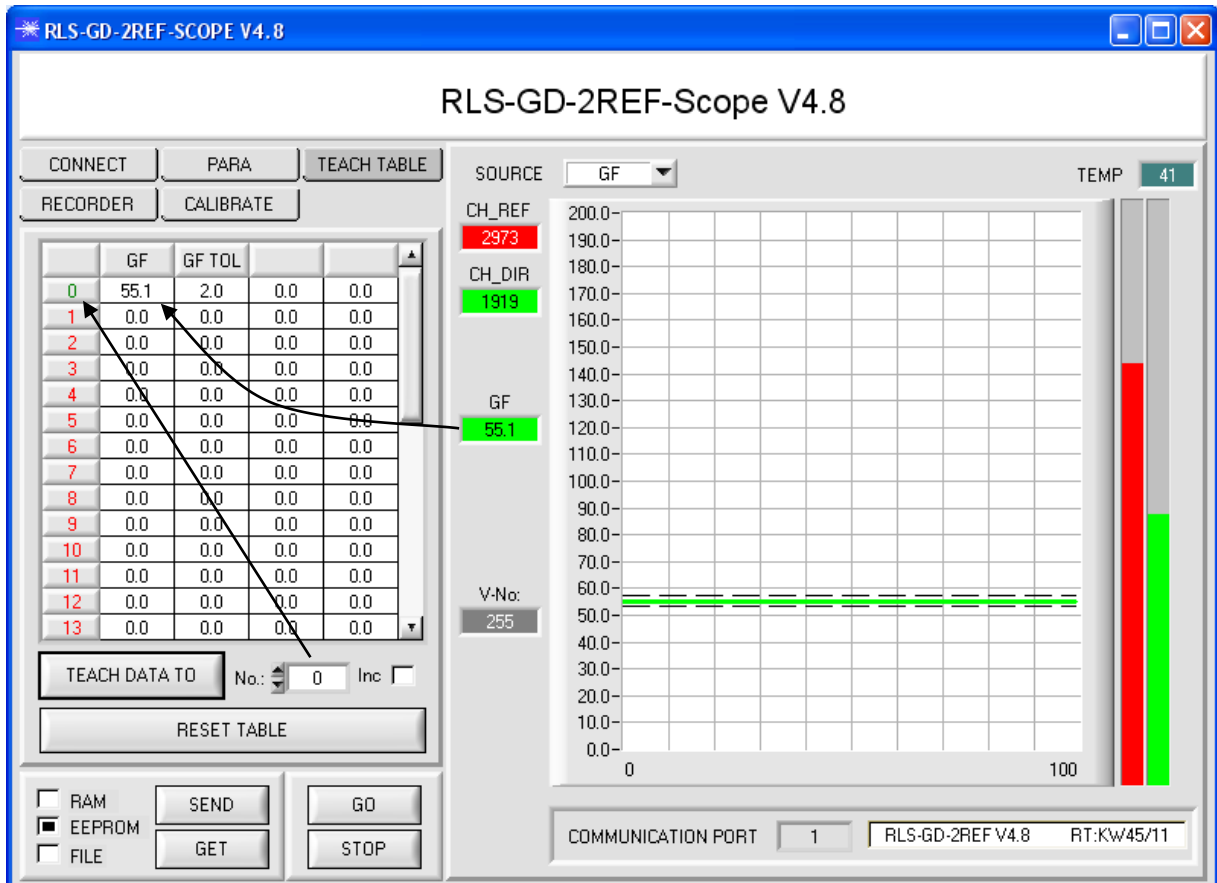 RLS-GD-2REF-SCOPE V4.8
RLS-GD-2REF-Scope V4.8
CONNECT PARA TEACH TABLE
RECORDER CALIBRATE
GF GF TOL
0 55.1 2.0 0.0 0.0
1 0.0 0.0 0.0 0.0
2 0.0 0.0 0.0 0.0
3 0.0 0.0 0.0 0.0
4 0.0 0.0 0.0 0.0
5 0.0 0.0 0.0 0.0
6 0.0 0.0 0.0 0.0
7 0.0 0.0 0.0 0.0
8 0.0 0.0 0.0 0.0
9 0.0 0.0 0.0 0.0
10 0.0 0.0 0.0 0.0
11 0.0 0.0 0.0 0.0
12 0.0 0.0 0.0 0.0
13 0.0 0.0 0.0 0.0
TEACH DATA TO No.: 0 Inc
RESET TABLE
RAM
EEPROM
FILE
SEND
GET
GO
STOP
SOURCE GF
TEMP 41
CH_REF
2973
CH_DIR
1919
GF
55.1
V-No:
255
200.0
190.0
180.0
170.0
160.0
150.0
140.0
130.0
120.0
110.0
100.0
90.0
80.0
70.0
60.0
50.0
40.0
30.0
20.0
10.0
0.0
0 100
COMMUNICATION PORT 1 RLS-GD-2REF V4.8 RT:KW45/11